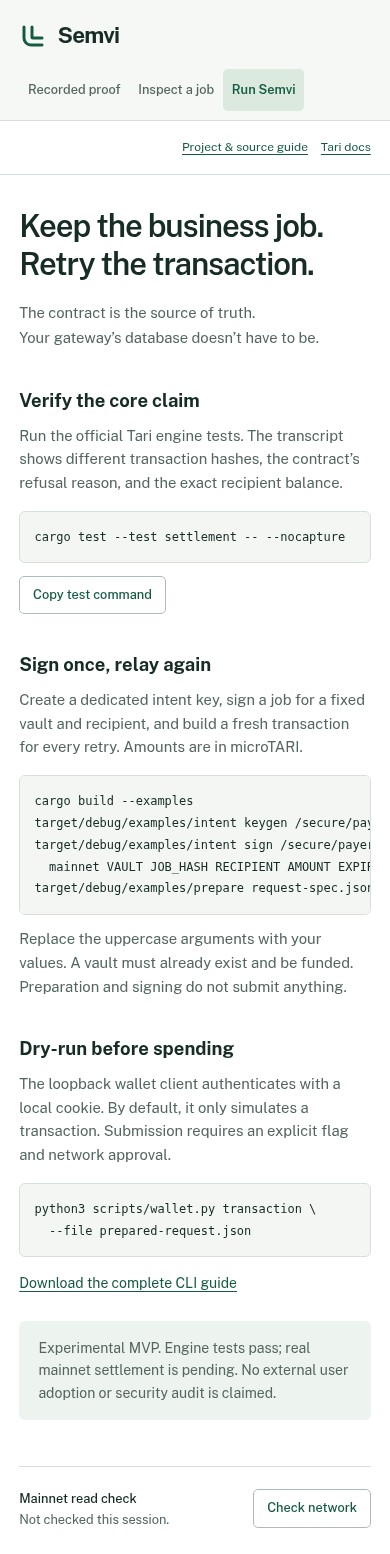 Semvi
Recorded proof Inspect a job Run Semvi
Project & source guide Tari docs
Keep the business job.
Retry the transaction.
The contract is the source of truth.
Your gateway’s database doesn’t have to be.
Verify the core claim
Run the official Tari engine tests. The transcript
shows different transaction hashes, the contract’s
refusal reason, and the exact recipient balance.
cargo test --test settlement -- --nocapture
Copy test command
Sign once, relay again
Create a dedicated intent key, sign a job for a fixed
vault and recipient, and build a fresh transaction
for every retry. Amounts are in microTARI.
cargo build --examples
target/debug/examples/intent keygen /secure/pay
target/debug/examples/intent sign /secure/payer
mainnet VAULT JOB_HASH RECIPIENT AMOUNT EXPIR
target/debug/examples/prepare request-spec.json
Replace the uppercase arguments with your
values. A vault must already exist and be funded.
Preparation and signing do not submit anything.
Dry-run before spending
The loopback wallet client authenticates with a
local cookie. By default, it only simulates a
transaction. Submission requires an explicit flag
and network approval.
python3 scripts/wallet.py transaction \
--file prepared-request.json
Download the complete CLI guide
Experimental MVP. Engine tests pass; real
mainnet settlement is pending. No external user
adoption or security audit is claimed.
Mainnet read check
Not checked this session.
Check network